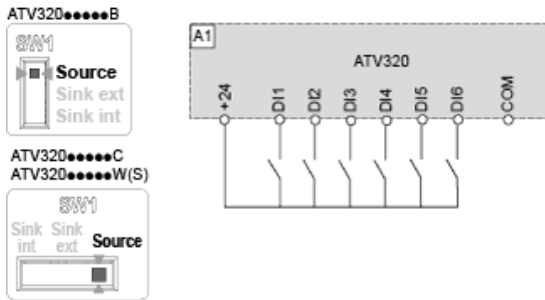 ATV320●●●●●B
SW1
Source
Sink ext
Sink int
ATV320●●●●●C
ATV320●●●●●W(S)
SW1
Sink int
Sink ext
Source
A1
ATV320
+24
DI1
DI2
DI3
DI4
DI5
DI6
COM